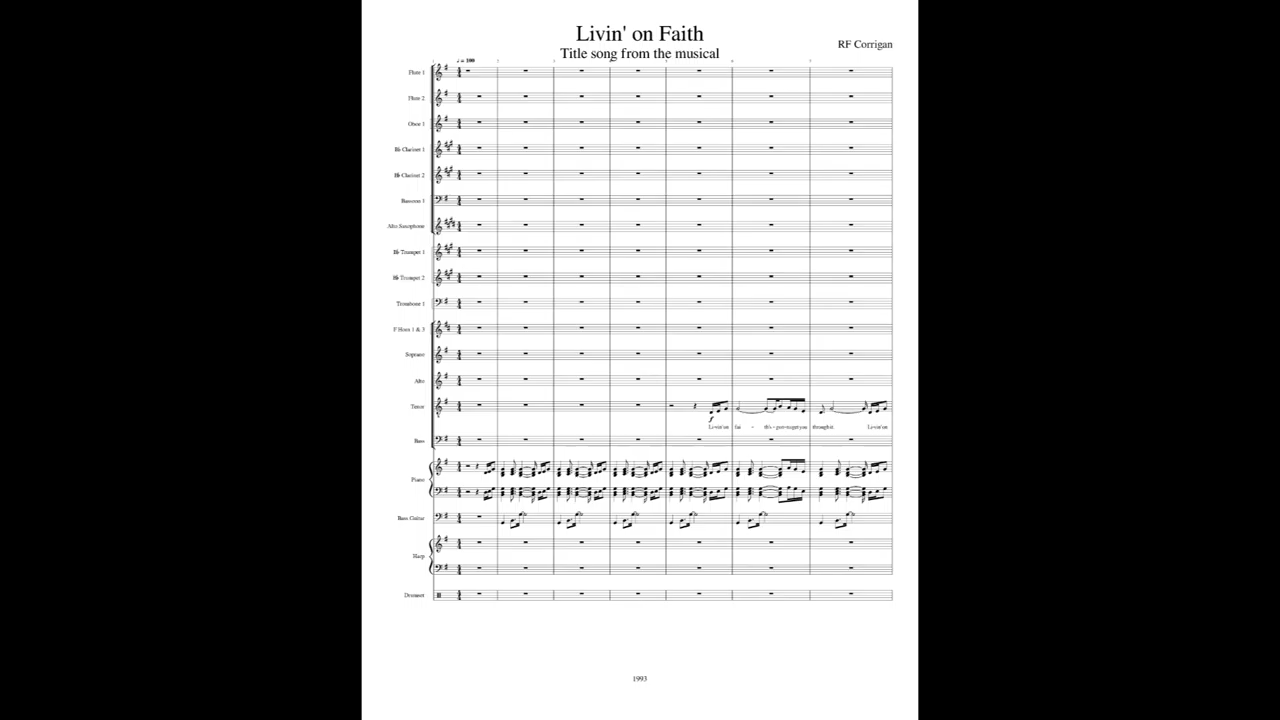 Livin' on Faith
RF Corrigan
Title song from the musical
♩ = 100
Flute 1
Flute 2
Oboe 1
B♭ Clarinet 1
B♭ Clarinet 2
Bassoon 1
Alto Saxophone
B♭ Trumpet 1
B♭ Trumpet 2
Trombone 1
F Horn 1 & 3
Soprano
Alto
Tenor
f
Bass
Piano
Bass Guitar
Harp
Drumset
1993